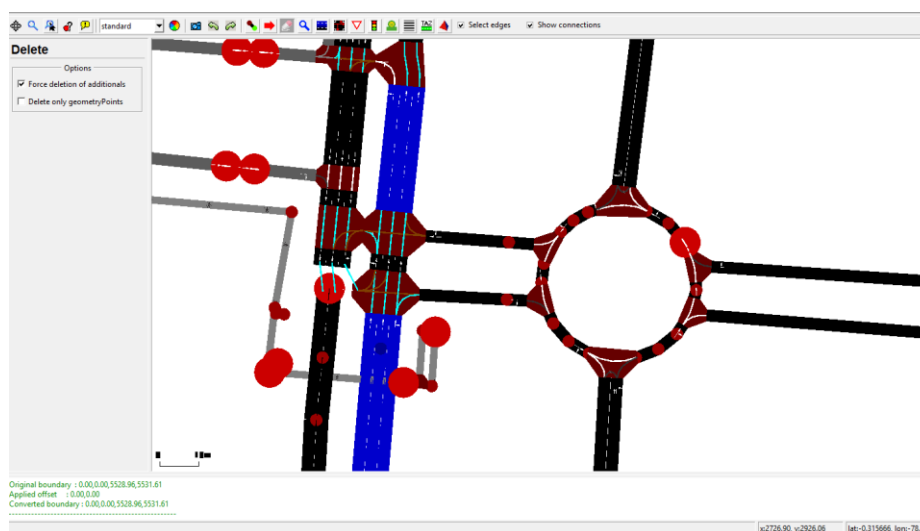 standard
TAZ
Select edges
Show connections
Delete
Options
Force deletion of additionals
Delete only geometryPoints
Original boundary : 0.00,0.00,5528.96,5531.61
Applied offset : 0.00,0.00
Converted boundary : 0.00,0.00,5528.96,5531.61
x:2726.90, y:2926.06
lat:-0.315666, lon:-78